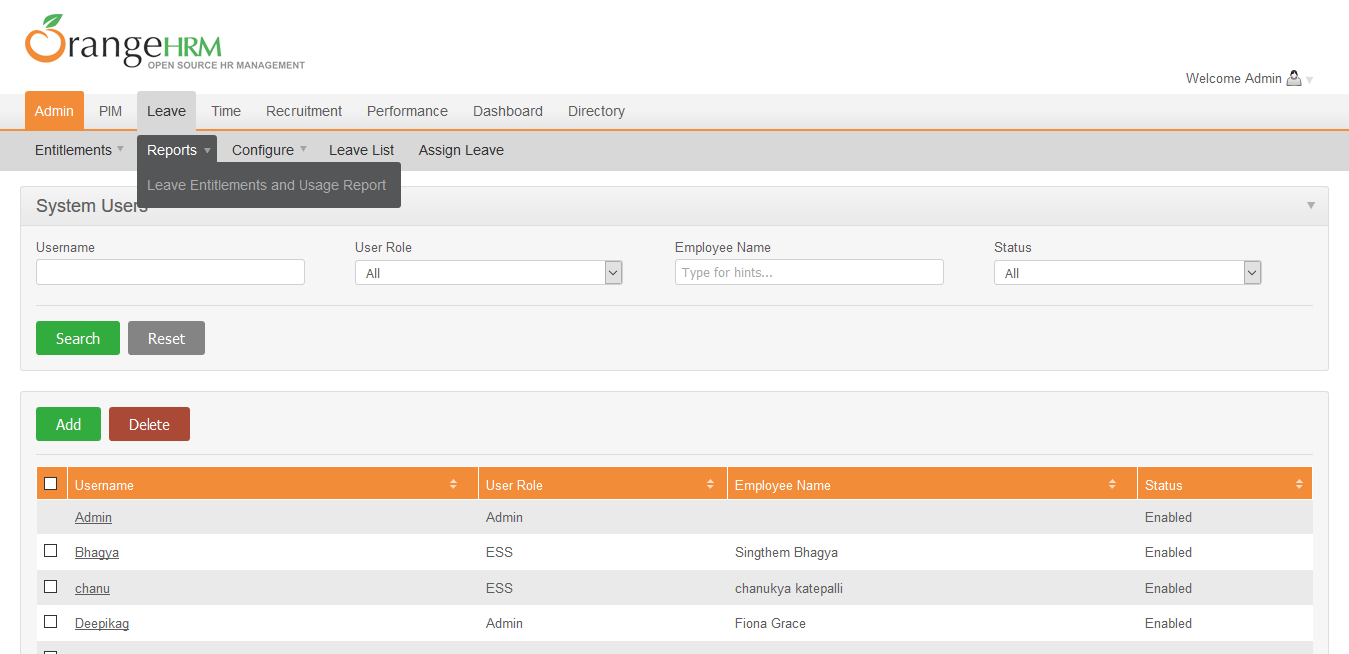 OrangeHRM
OPEN SOURCE HR MANAGEMENT
Welcome Admin
Admin PIM Leave Time Recruitment Performance Dashboard Directory
Entitlements Reports Configure Leave List Assign Leave
Leave Entitlements and Usage Report
System Users
Username User Role Employee Name Status
All Type for hints... All
Search Reset
Add Delete
Username User Role Employee Name Status
Admin Admin Enabled
Bhagya ESS Singthem Bhagya Enabled
chanu ESS chanukya katepalli Enabled
Deepikag Admin Fiona Grace Enabled